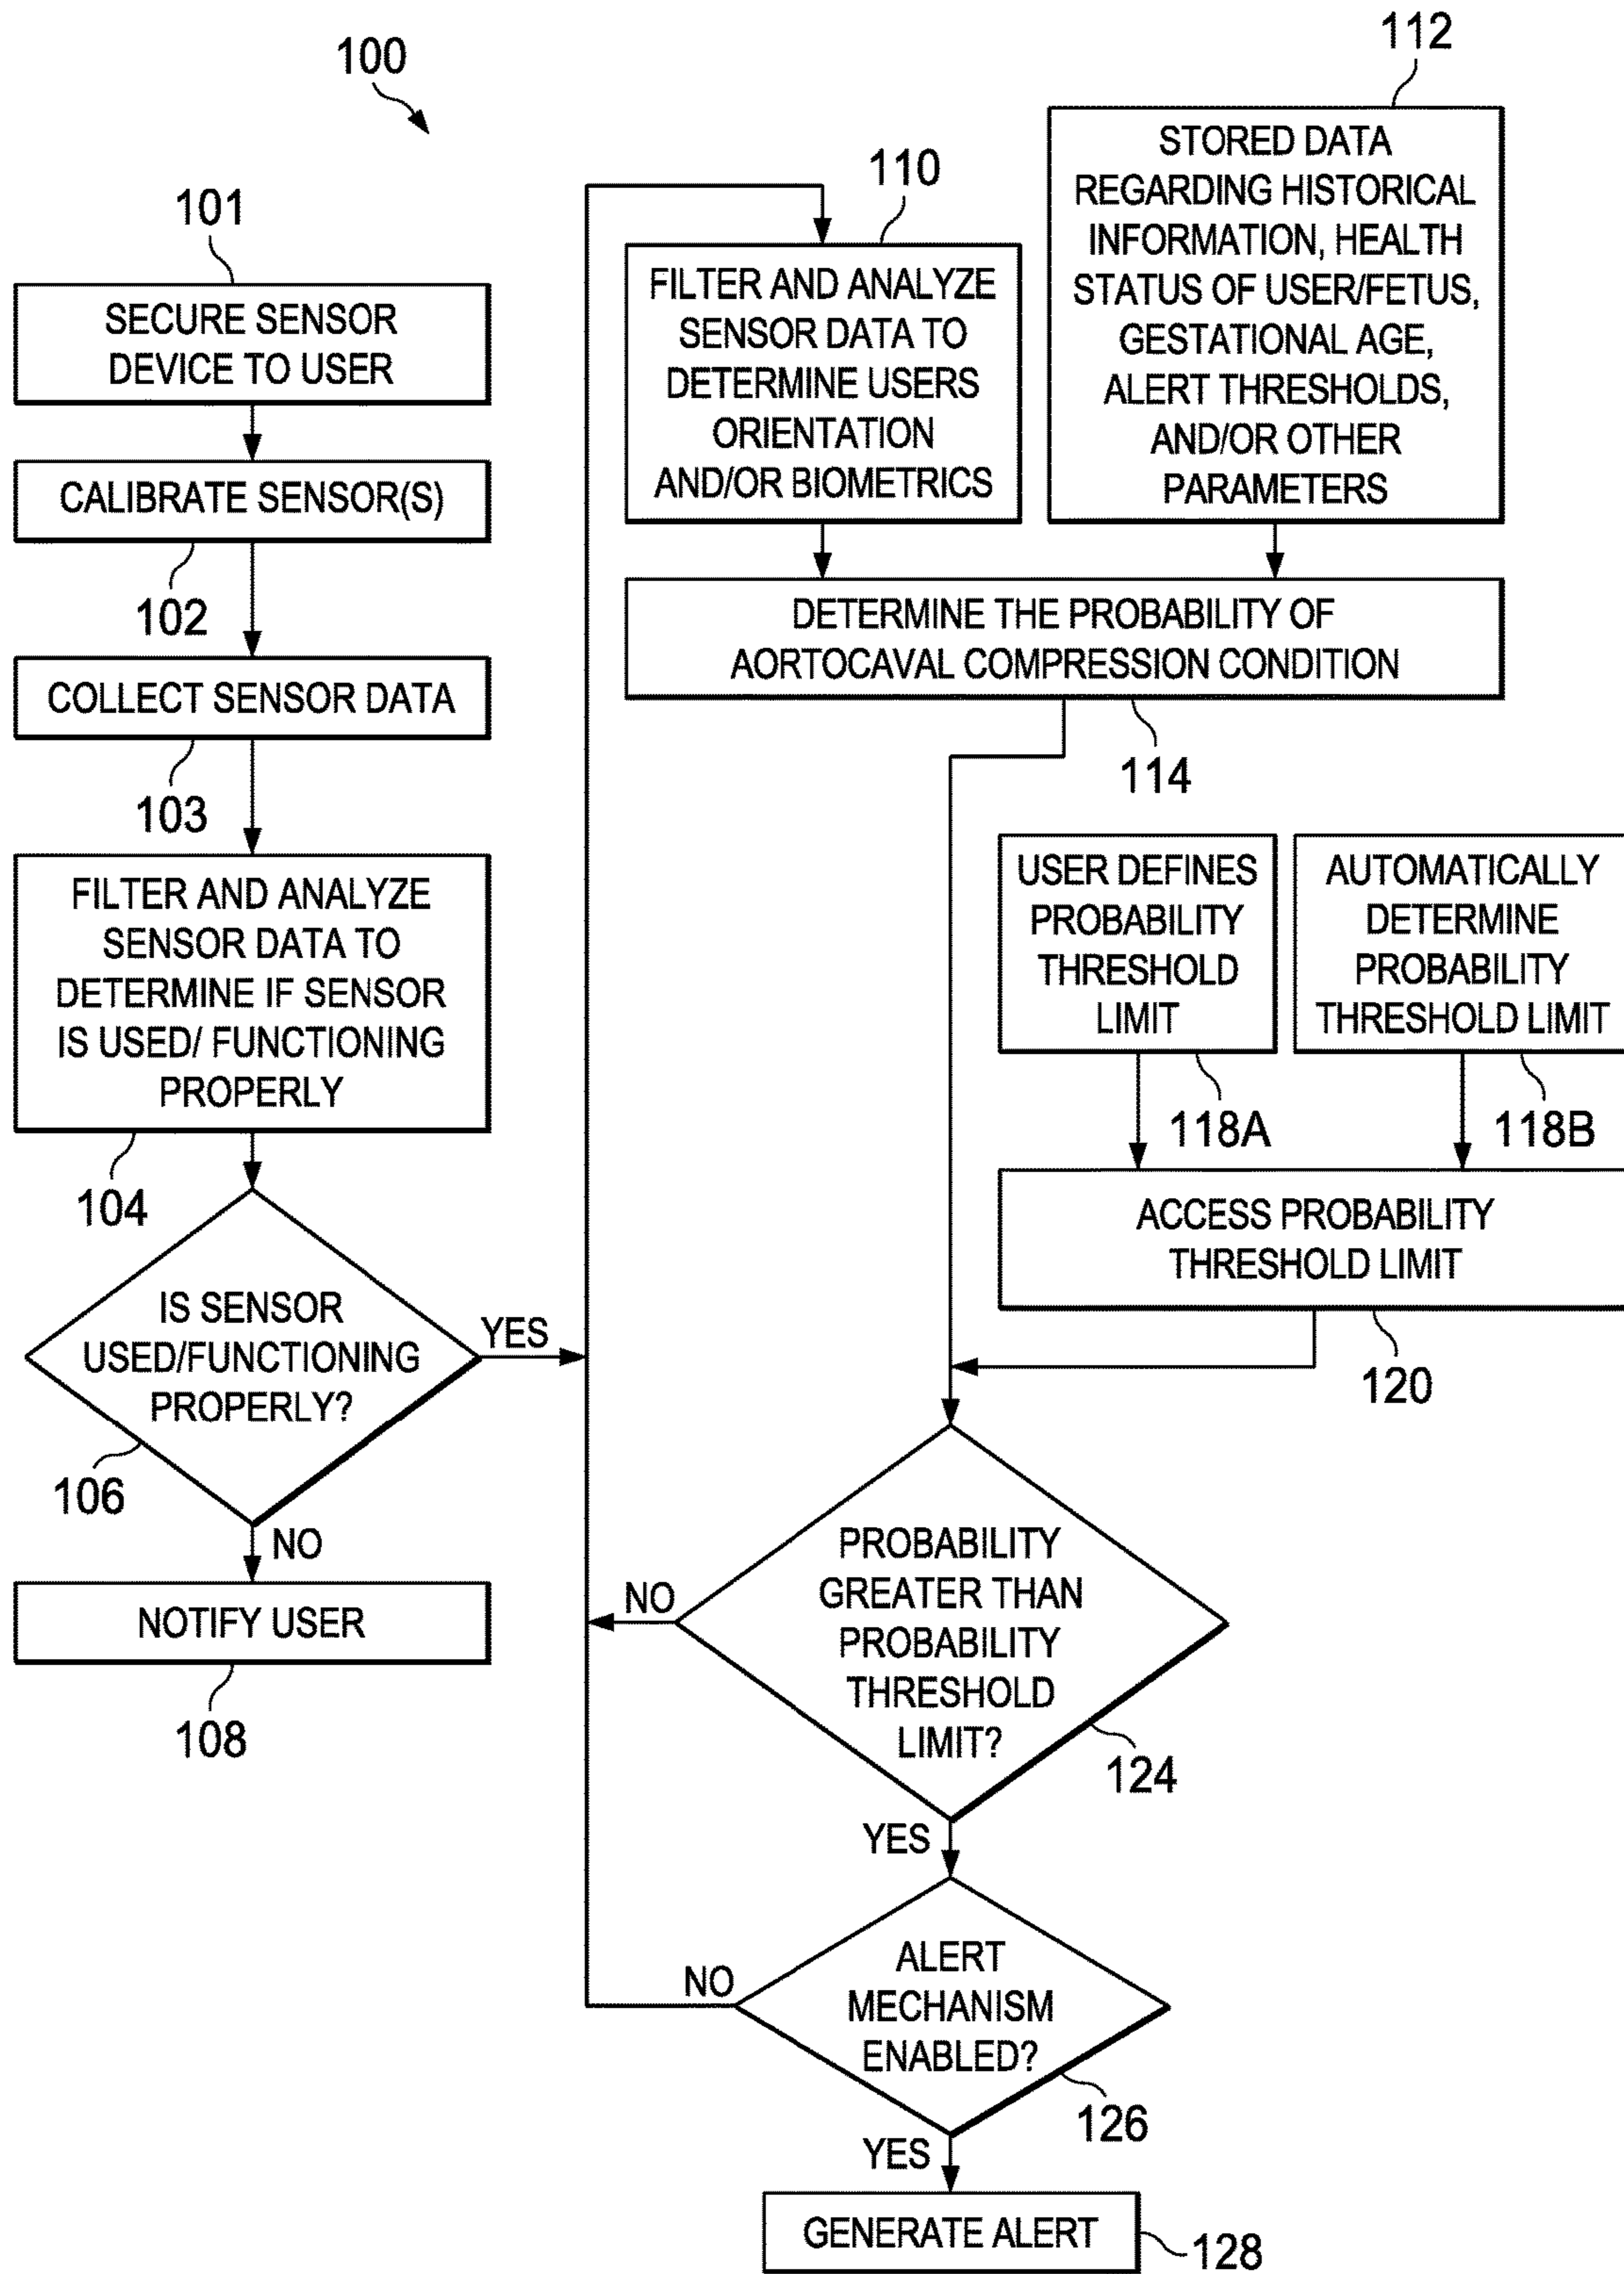 100
101
SECURE SENSOR
DEVICE TO USER
CALIBRATE SENSOR(S)
102
COLLECT SENSOR DATA
103
FILTER AND ANALYZE
SENSOR DATA TO
DETERMINE IF SENSOR
IS USED/ FUNCTIONING
PROPERLY
104
IS SENSOR
USED/FUNCTIONING
PROPERLY?
YES
106
NO
NOTIFY USER
108
110
FILTER AND ANALYZE
SENSOR DATA TO
DETERMINE USERS
ORIENTATION
AND/OR BIOMETRICS
112
STORED DATA
REGARDING HISTORICAL
INFORMATION, HEALTH
STATUS OF USER/FETUS,
GESTATIONAL AGE,
ALERT THRESHOLDS,
AND/OR OTHER
PARAMETERS
DETERMINE THE PROBABILITY OF
AORTOCAVAL COMPRESSION CONDITION
114
USER DEFINES
PROBABILITY
THRESHOLD
LIMIT
118A
AUTOMATICALLY
DETERMINE
PROBABILITY
THRESHOLD LIMIT
118B
ACCESS PROBABILITY
THRESHOLD LIMIT
120
PROBABILITY
GREATER THAN
PROBABILITY
THRESHOLD
LIMIT?
NO
124
YES
ALERT
MECHANISM
ENABLED?
NO
126
YES
GENERATE ALERT
128